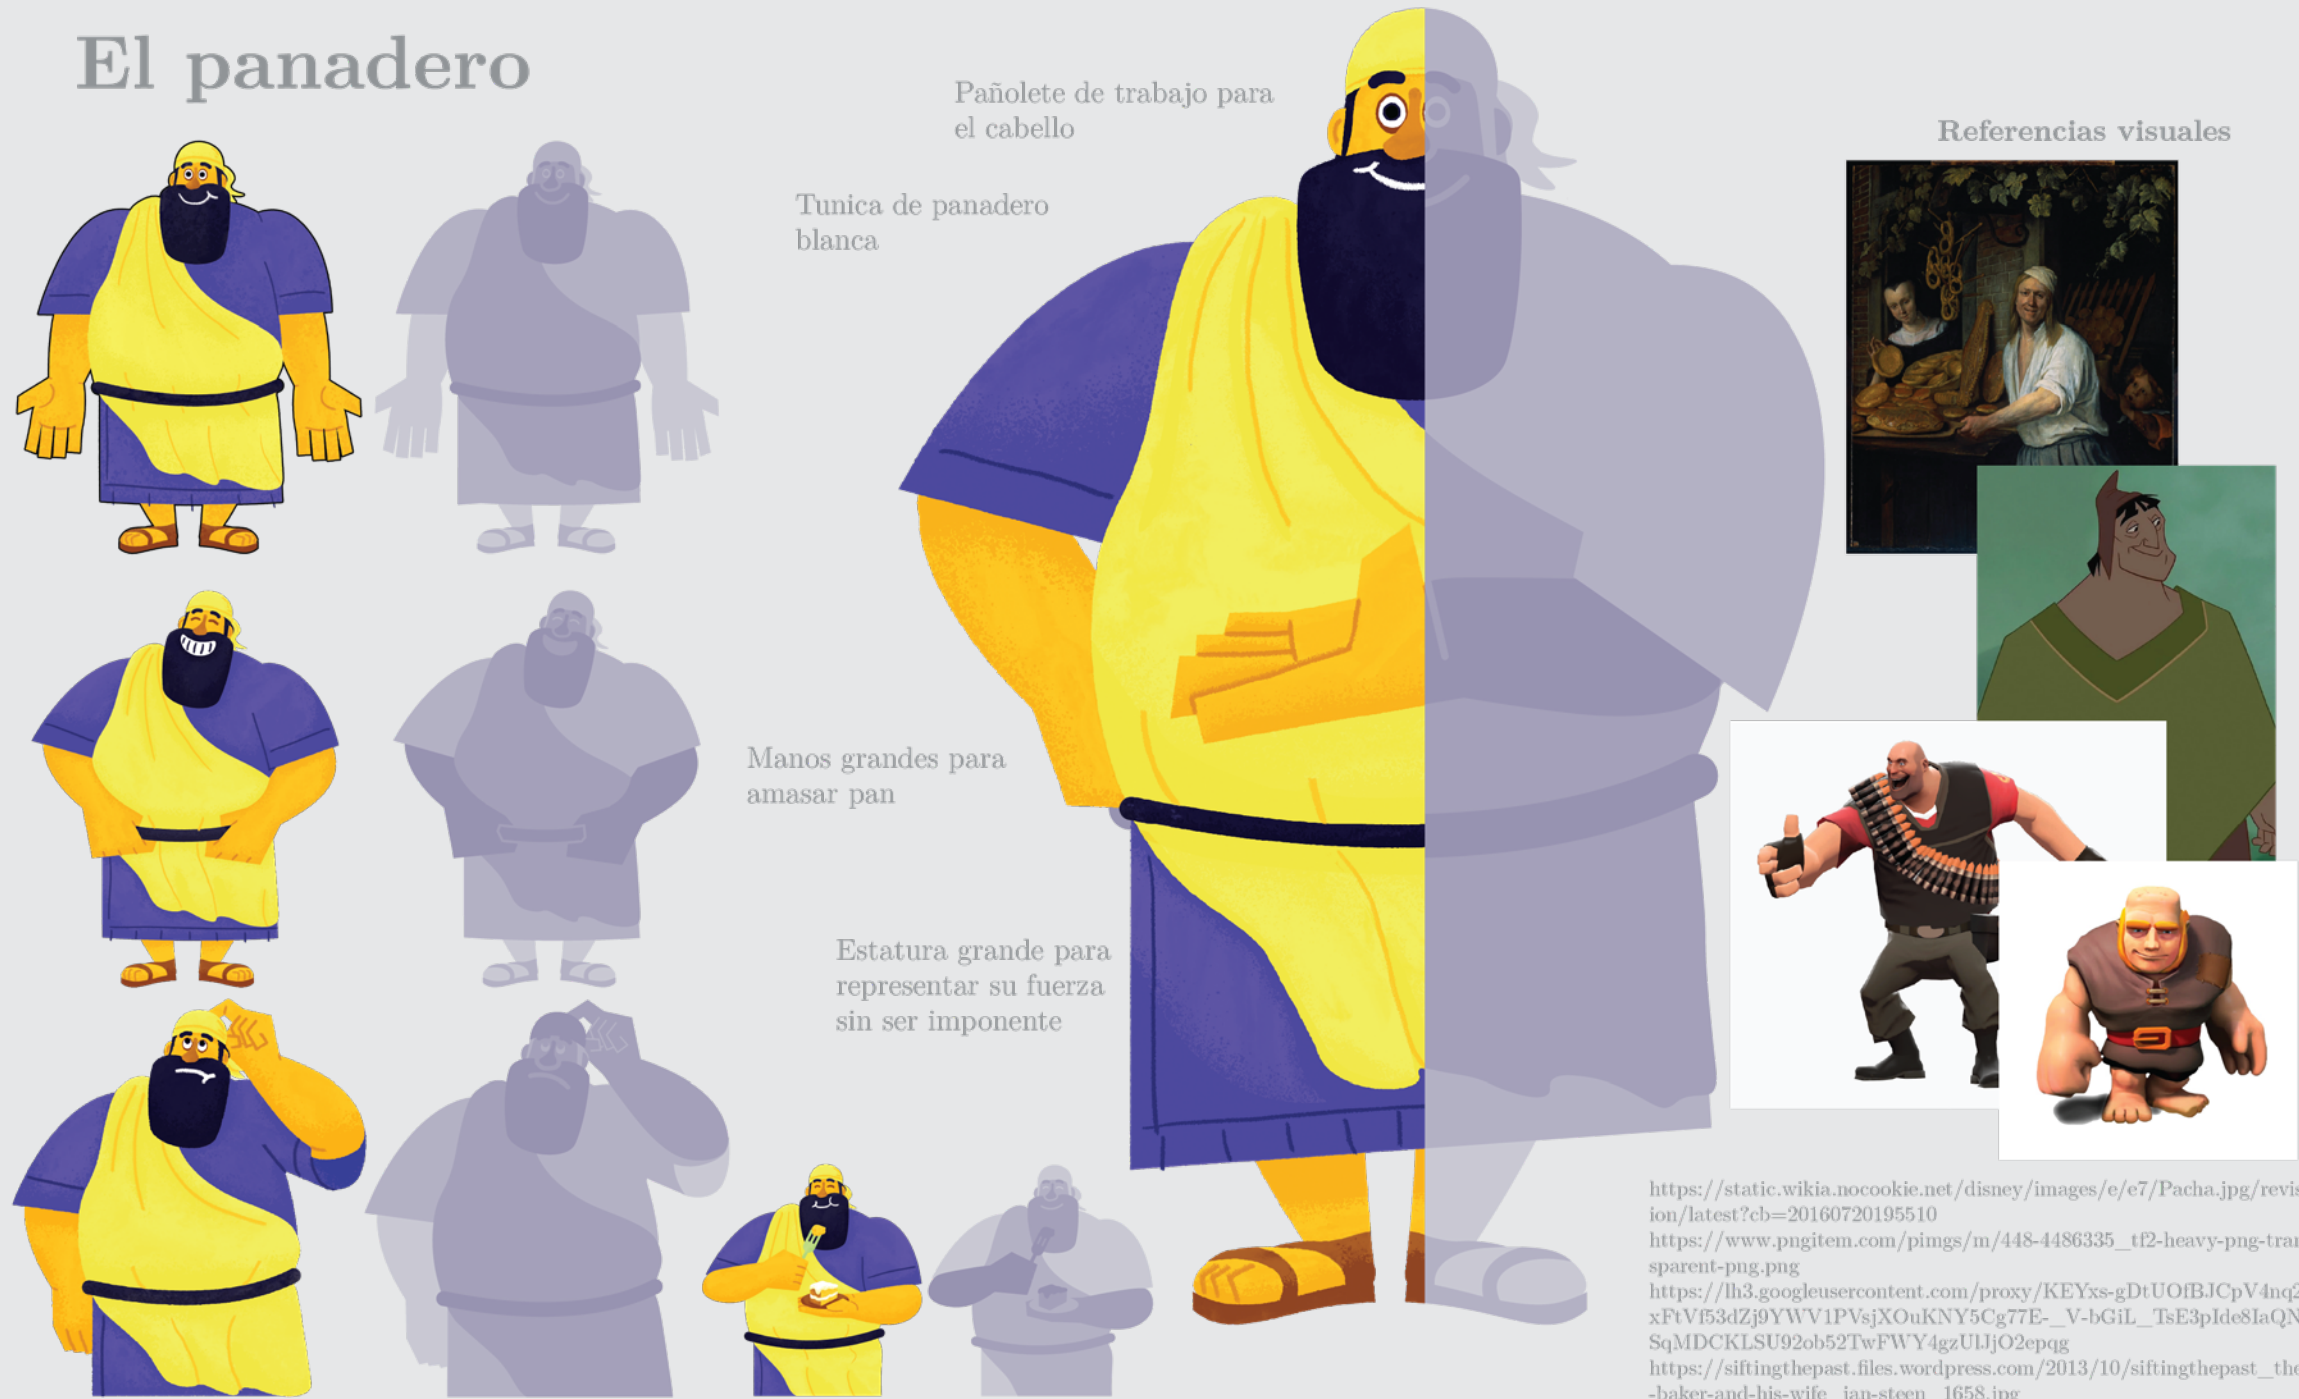 El panadero
Pañolete de trabajo para
el cabello
Tunica de panadero
blanca
Manos grandes para
amasar pan
Estatura grande para
representar su fuerza
sin ser imponente
Referencias visuales
https://static.wikia.nocookie.net/disney/images/e/e7/Pacha.jpg/revis
ion/latest?cb=20160720195510
https://www.pngitem.com/pimgs/m/448-4486335_tf2-heavy-png-tran
sparent-png.png
https://lh3.googleusercontent.com/proxy/KEYxs-gDtUOfBJCpV4nq2
xFtVf53dZj9YWV1PVsjXOuKNY5Cg77E-_V-bGiL_TsE3pIde8IaQN
SqMDCKLSU92ob52TwFWY4gzUlJjO2epqg
https://siftingthepast.files.wordpress.com/2013/10/siftingthepast_the
-baker-and-his-wife_jan-steen_1658.jpg